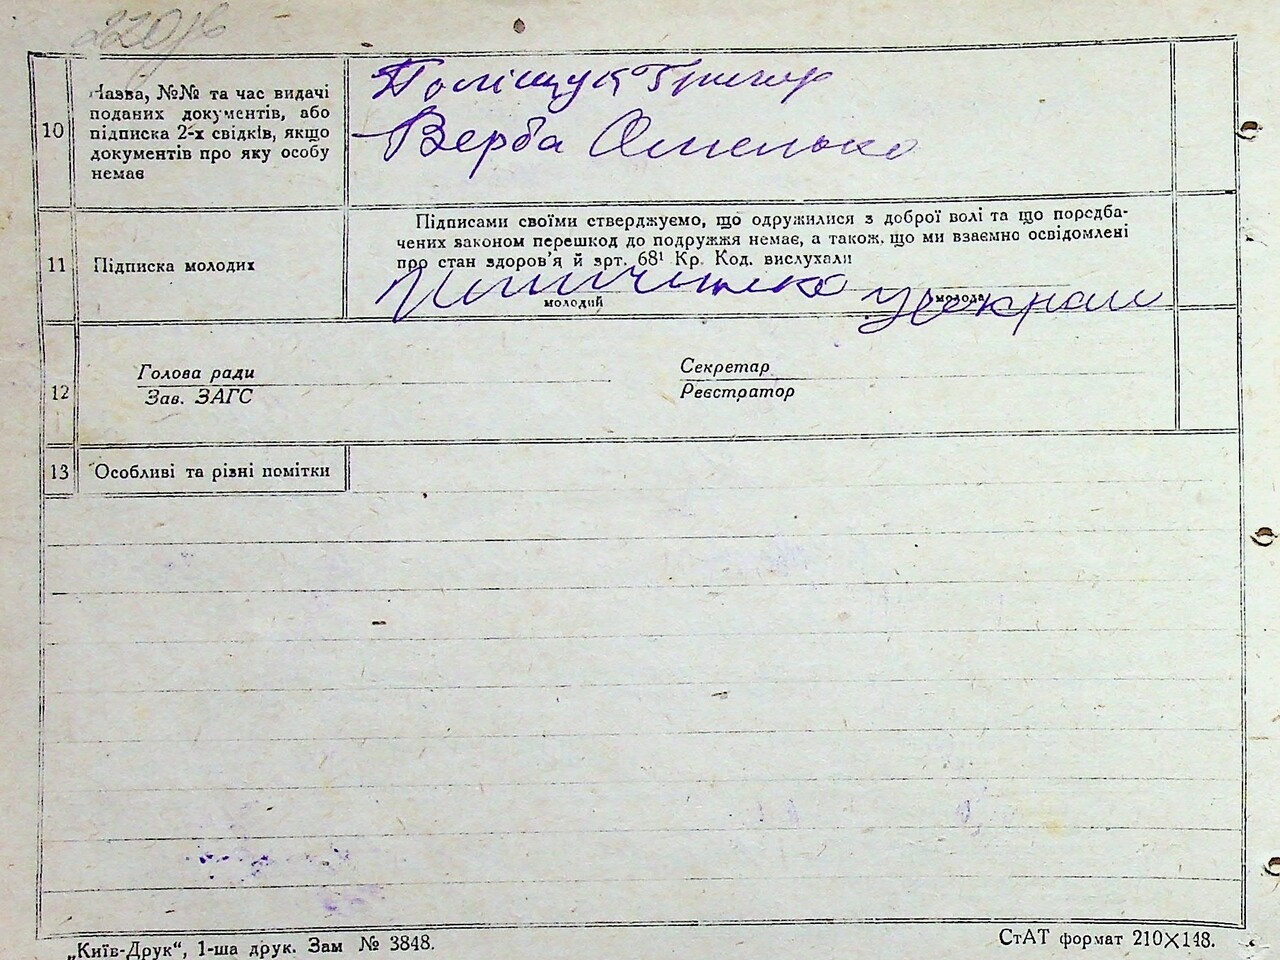 220/6
10
Назва, №№ та час видачі
поданих документів, або
підписка 2-х свідків, якщо
документів про яку особу
немає
Поліщук Григор
Верба Омелько
11
Підписка молодих
Підписами своїми стверджуємо, що одружилися з доброї волі та що передба-
чених законом перешкод до подружжя немає, а також, що ми взаємно освідомлені
про стан здоров'я й арт. 68¹ Кр. Код. вислухали
молодий
молода
12
Голова ради
Зав. ЗАГС
Секретар
Реєстратор
13
Особливі та різні помітки
„Київ-Друк“, 1-ша друк. Зам № 3848.
СтАТ формат 210×148.